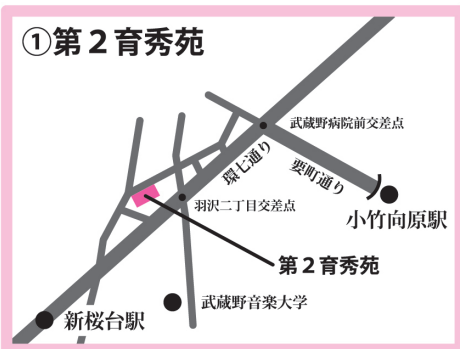 ①第２育秀苑
武蔵野病院前交差点
環七通り
要町通り
羽沢二丁目交差点
小竹向原駅
第２育秀苑
武蔵野音楽大学
新桜台駅